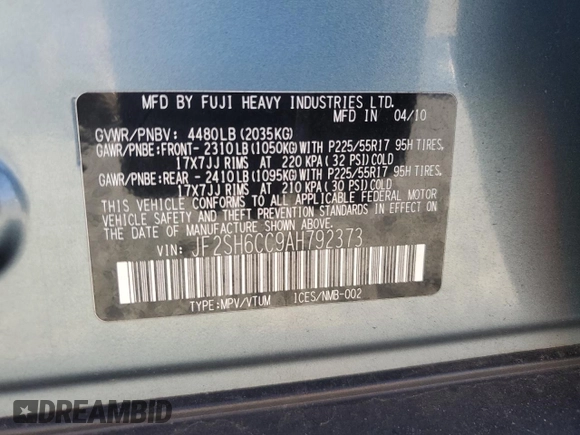 MFD BY FUJI HEAVY INDUSTRIES LTD.
MFD IN 04/10
GVWR/PNBV: 4480LB(2035KG)
GAWR/PNBE:FRONT- 2310LB(1050KG)WITH P225/55R17 95H TIRES,
17X7JJ RIMS AT 220 KPA( 32 PSI)COLD
GAWR/PNBE:REAR - 2410LB(1095KG)WITH P225/55R17 95H TIRES,
17X7JJ RIMS AT 210 KPA( 30 PSI)COLD
THIS VEHICLE CONFORMS TO ALL APPLICABLE FEDERAL MOTOR
VEHICLE SAFETY AND THEFT PREVENTION STANDARDS IN EFFECT
ON THE DATE OF MANUFACTURE SHOWN ABOVE.
VIN: JF2SH6CC9AH792373
TYPE:MPV/VTUM ICES/NMB-002
DREAMBID